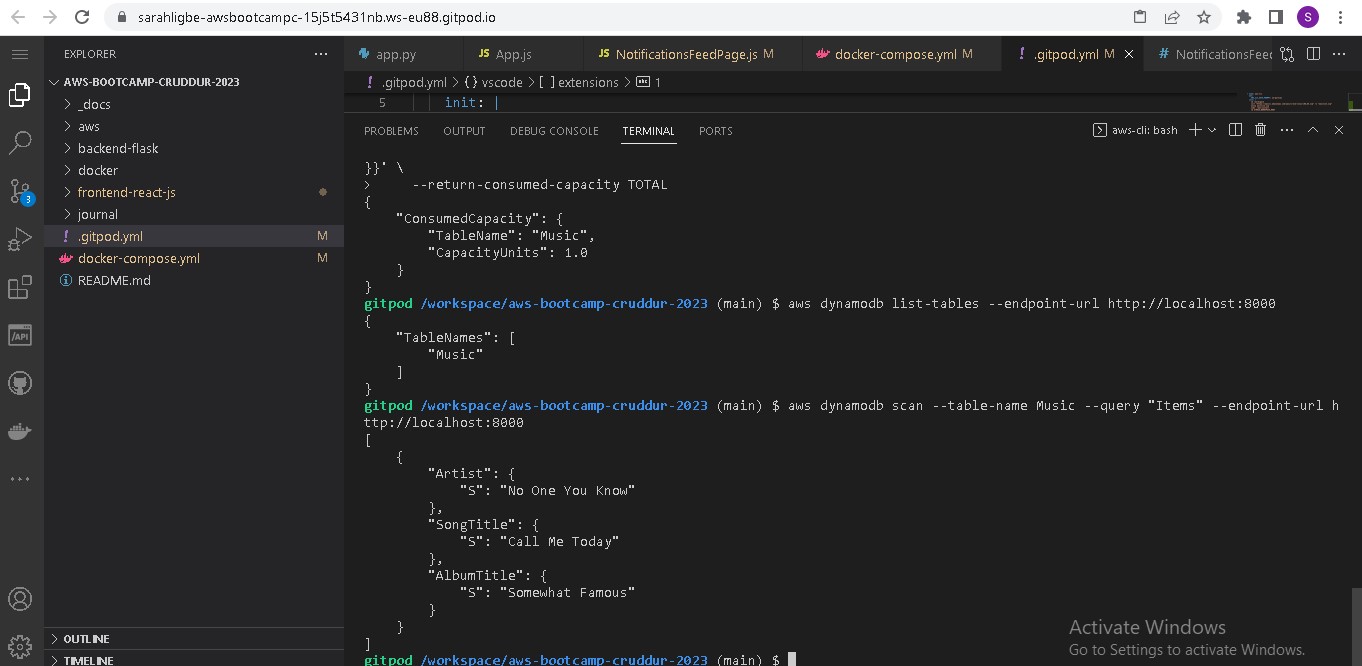 sarahligbe-awsbootcampc-15j5t5431nb.ws-eu88.gitpod.io
S
EXPLORER
app.py
JS App.js
JS NotificationsFeedPage.js M
docker-compose.yml M
! .gitpod.yml M
# NotificationsFeed
AWS-BOOTCAMP-CRUDDUR-2023
! .gitpod.yml > {} vscode > [ ] extensions > 1
_docs
5 init: |
aws
PROBLEMS OUTPUT DEBUG CONSOLE TERMINAL PORTS
aws-cli: bash
backend-flask
docker
frontend-react-js
3
journal
! .gitpod.yml M
docker-compose.yml M
README.md
/API
OUTLINE
TIMELINE
}}' \
> --return-consumed-capacity TOTAL
{
"ConsumedCapacity": {
"TableName": "Music",
"CapacityUnits": 1.0
}
}
gitpod /workspace/aws-bootcamp-cruddur-2023 (main) $ aws dynamodb list-tables --endpoint-url http://localhost:8000
{
"TableNames": [
"Music"
]
}
gitpod /workspace/aws-bootcamp-cruddur-2023 (main) $ aws dynamodb scan --table-name Music --query "Items" --endpoint-url h
ttp://localhost:8000
[
{
"Artist": {
"S": "No One You Know"
},
"SongTitle": {
"S": "Call Me Today"
},
"AlbumTitle": {
"S": "Somewhat Famous"
}
}
]
gitpod /workspace/aws-bootcamp-cruddur-2023 (main) $
Activate Windows
Go to Settings to activate Windows.